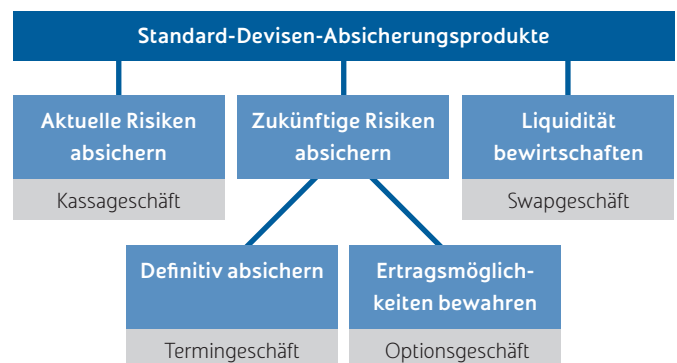 Standard-Devisen-Absicherungsprodukte
Aktuelle Risiken
absichern
Kassageschäft
Zukünftige Risiken
absichern
Liquidität
bewirtschaften
Swapgeschäft
Definitiv absichern
Termingeschäft
Ertragsmöglich-
keiten bewahren
Optionsgeschäft